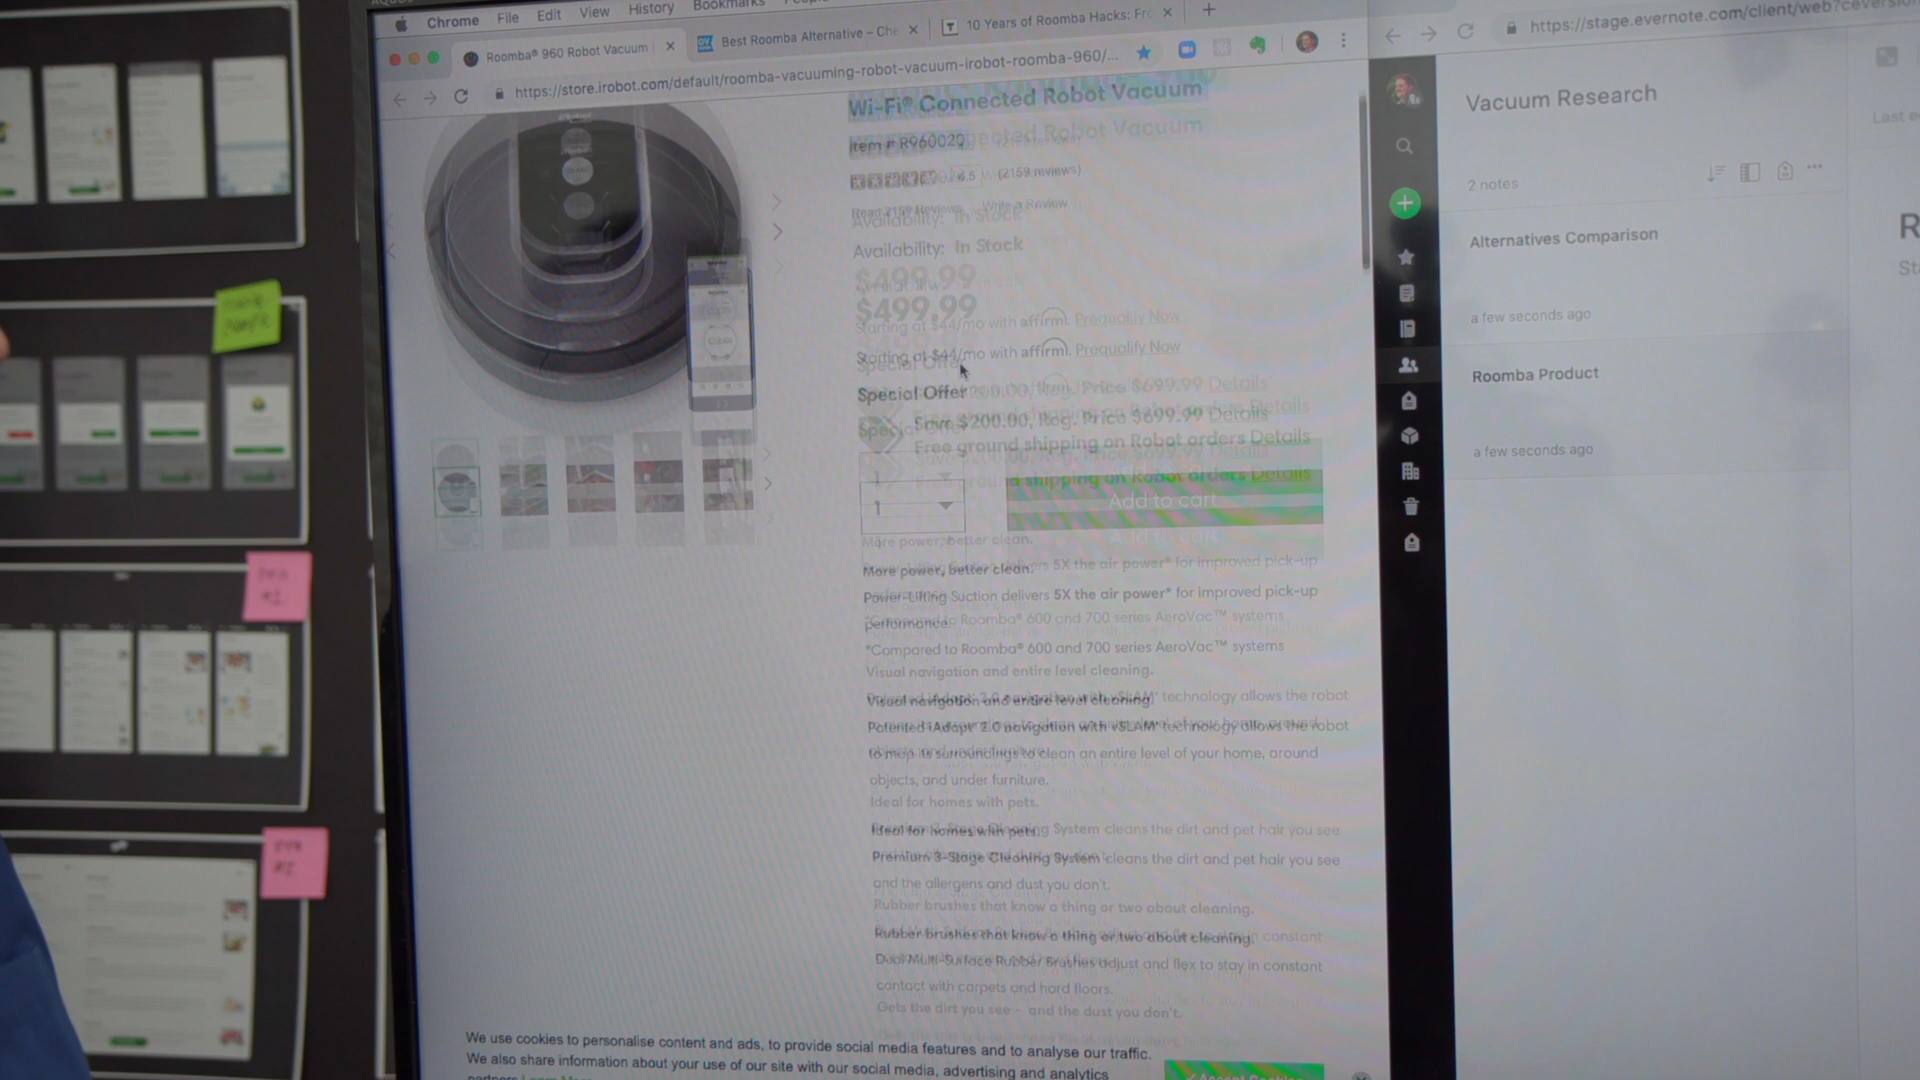 Chrome File Edit View History Bookmarks
Roomba® 960 Robot Vacuum
Best Roomba Alternative – Che
10 Years of Roomba Hacks: Fr
https://store.irobot.com/default/roomba-vacuuming-robot-vacuum-irobot-roomba-960/...
Wi-Fi® Connected Robot Vacuum
Item # R960020
(2159 reviews)
Read 2159 Reviews Write a Review
Availability: In Stock
$499.99
Starting at $44/mo with affirm. Prequalify Now
Special Offer
Save $200.00, Reg. Price $699.99 Details
Free ground shipping on Robot orders Details
1
Add to cart
More power, better clean.
Power-Lifting Suction delivers 5X the air power* for improved pick-up
performance.
*Compared to Roomba® 600 and 700 series AeroVac™ systems
Visual navigation and entire level cleaning.
Patented iAdapt® 2.0 navigation with vSLAM® technology allows the robot
to map its surroundings to clean an entire level of your home, around
objects, and under furniture.
Ideal for homes with pets.
Premium 3-Stage Cleaning System cleans the dirt and pet hair you see
and the allergens and dust you don't.
Rubber brushes that know a thing or two about cleaning.
Dual Multi-Surface Rubber Brushes adjust and flex to stay in constant
contact with carpets and hard floors.
Gets the dirt you see - and the dust you don't.
We use cookies to personalise content and ads, to provide social media features and to analyse our traffic.
We also share information about your use of our site with our social media, advertising and analytics
https://stage.evernote.com/client/web?
Vacuum Research
Last e
2 notes
Alternatives Comparison
a few seconds ago
Roomba Product
a few seconds ago
R
St